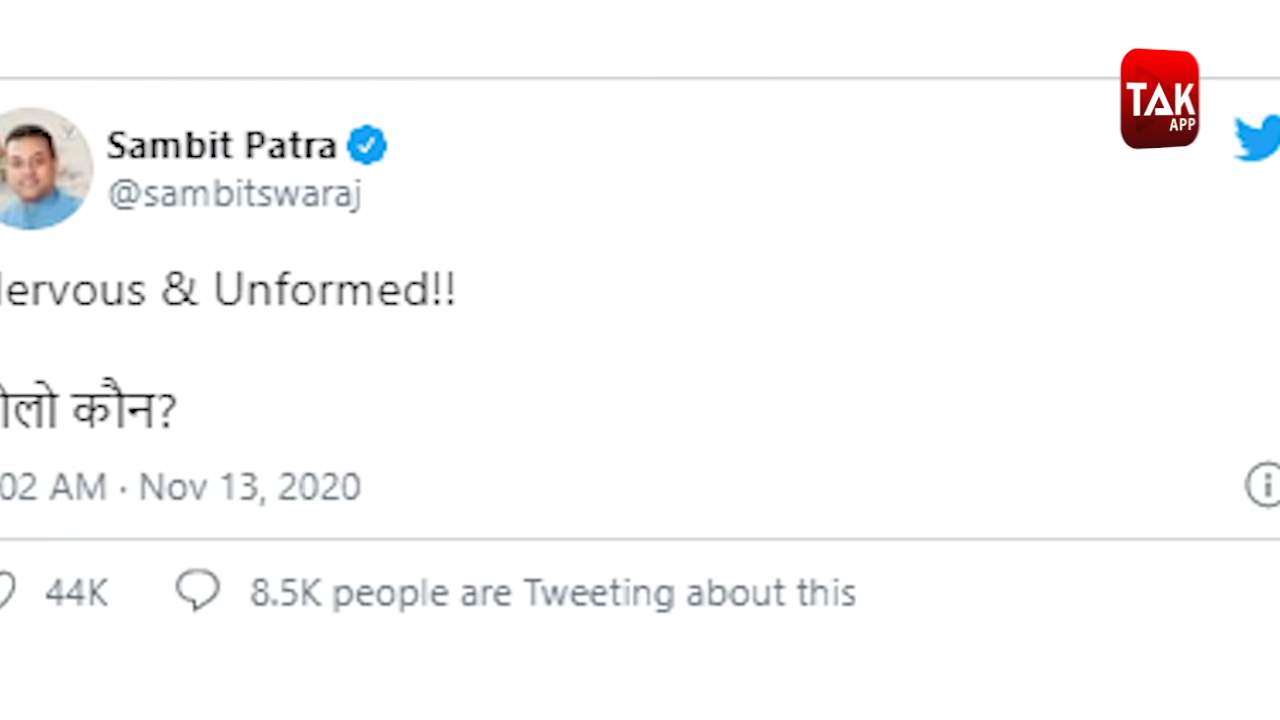 TAK
APP
Sambit Patra
@sambitswaraj
ervous & Unformed!!
ोलो कौन?
02 AM · Nov 13, 2020
44K 8.5K people are Tweeting about this